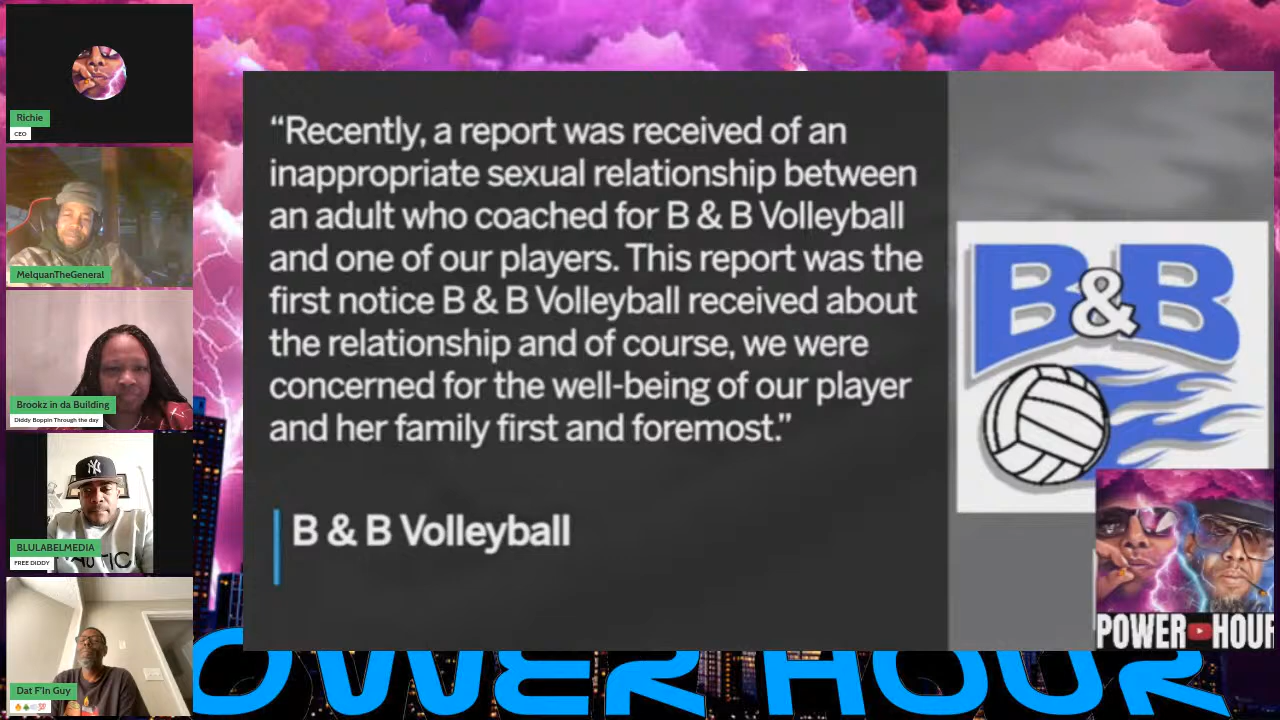 Richie
CEO
MelquanTheGeneral
Brookz in da Building
Diddy Boppin Through the day
BLULABELMEDIA
FREE DIDDY
Dat F'In Guy
“Recently, a report was received of an
inappropriate sexual relationship between
an adult who coached for B & B Volleyball
and one of our players. This report was the
first notice B & B Volleyball received about
the relationship and of course, we were
concerned for the well-being of our player
and her family first and foremost.”
B & B Volleyball
B&B
POWER HOUR
POWER HOUR